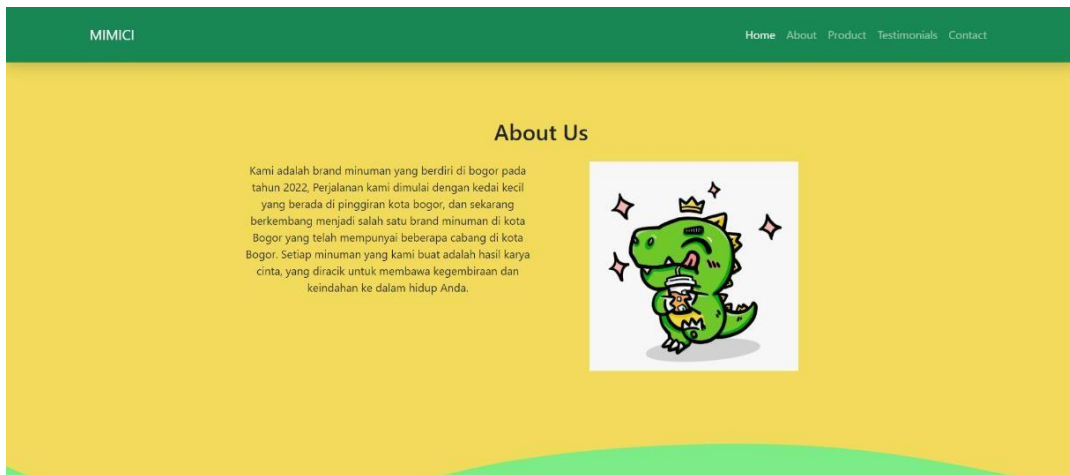 MIMICI
Home About Product Testimonials Contact
About Us
Kami adalah brand minuman yang berdiri di bogor pada
tahun 2022, Perjalanan kami dimulai dengan kedai kecil
yang berada di pinggiran kota bogor, dan sekarang
berkembang menjadi salah satu brand minuman di kota
Bogor yang telah mempunyai beberapa cabang di kota
Bogor. Setiap minuman yang kami buat adalah hasil karya
cinta, yang diracik untuk membawa kegembiraan dan
keindahan ke dalam hidup Anda.